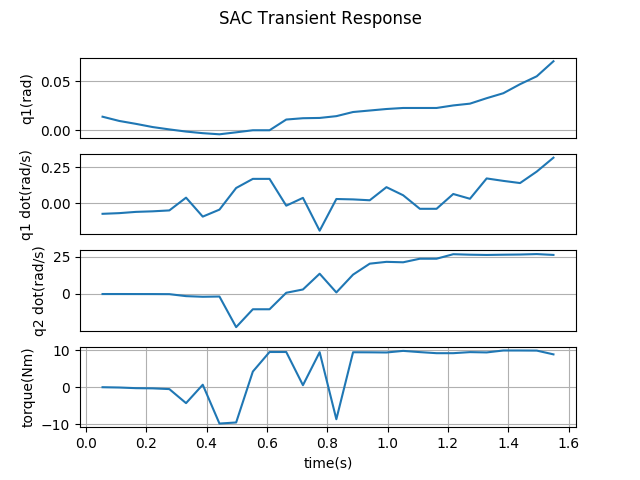 SAC Transient Response
q1(rad)
0.05
0.00
q1 dot(rad/s)
0.25
0.00
q2 dot(rad/s)
25
0
torque(Nm)
10
0
−10
0.0 0.2 0.4 0.6 0.8 1.0 1.2 1.4 1.6
time(s)